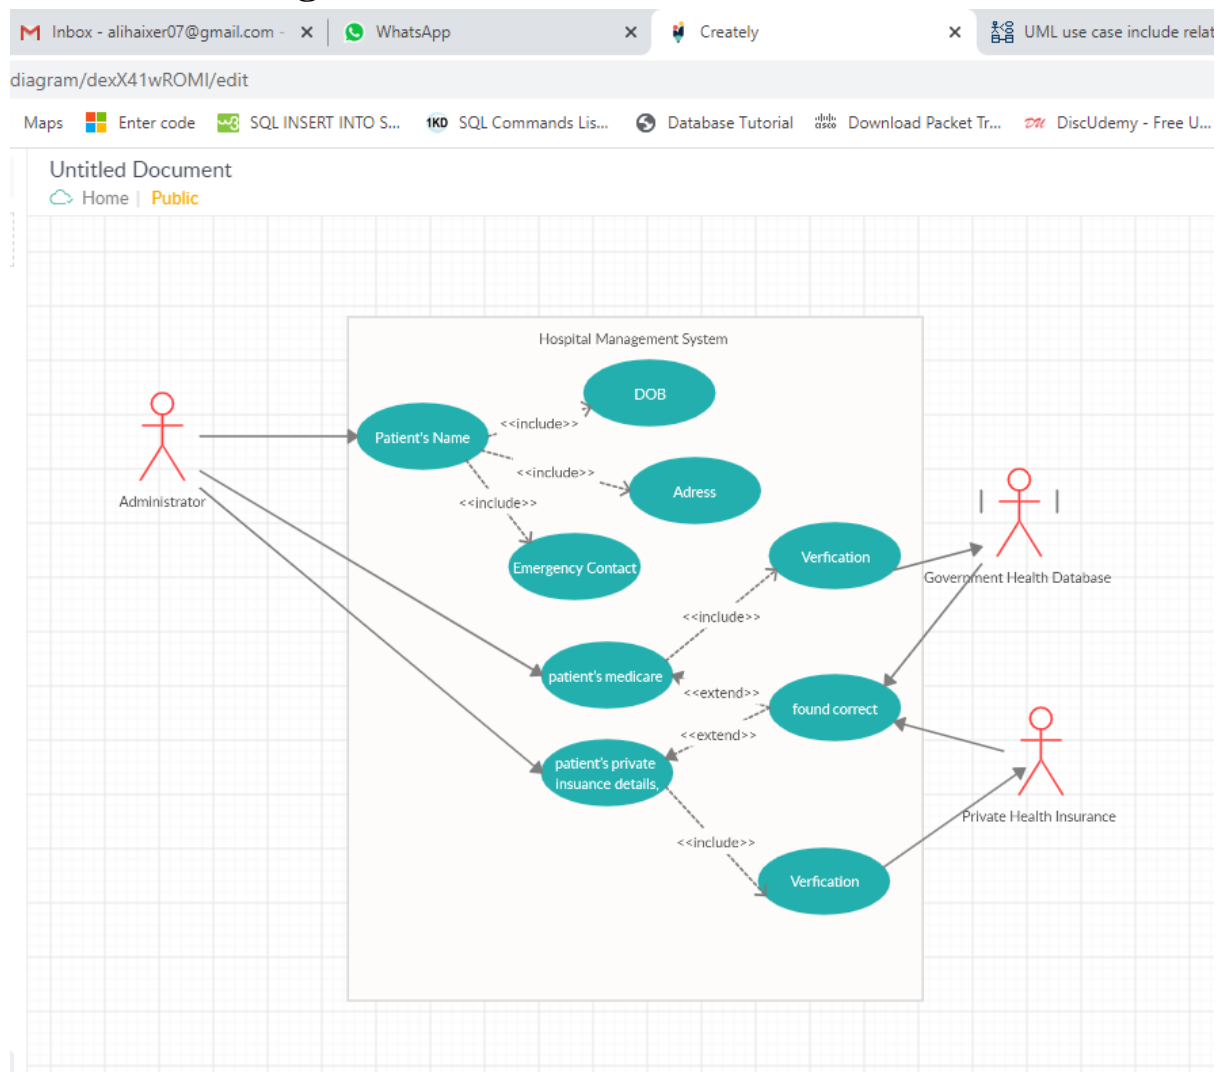 Inbox - alihaixer07@gmail.com -
WhatsApp
Creately
UML use case include relat
diagram/dexX41wROMI/edit
Maps
Enter code
SQL INSERT INTO S...
1KD SQL Commands Lis...
Database Tutorial
Download Packet Tr...
DU DiscUdemy - Free U...
Untitled Document
Home | Public
Hospital Management System
DOB
<<include>>
Patient's Name
<<include>>
Adress
<<include>>
Administrator
Emergency Contact
Verfication
Government Health Database
<<include>>
patient's medicare
<<extend>>
found correct
<<extend>>
patient's private
insuance details,
Private Health Insurance
<<include>>
Verfication